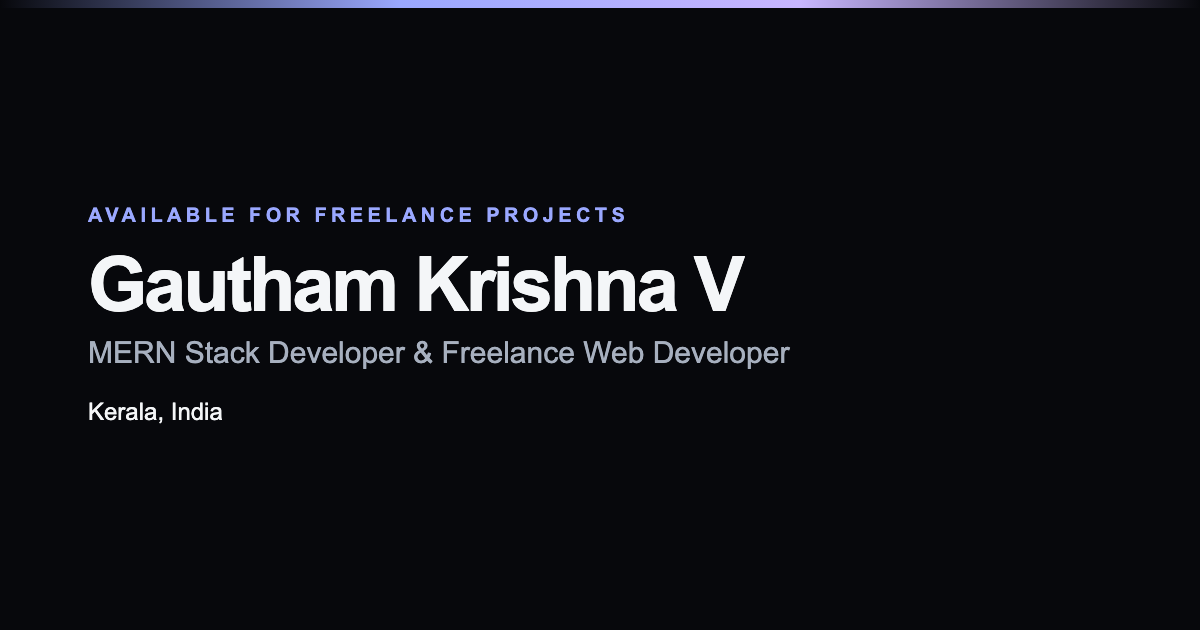 AVAILABLE FOR FREELANCE PROJECTS
Gautham Krishna V
MERN Stack Developer & Freelance Web Developer
Kerala, India